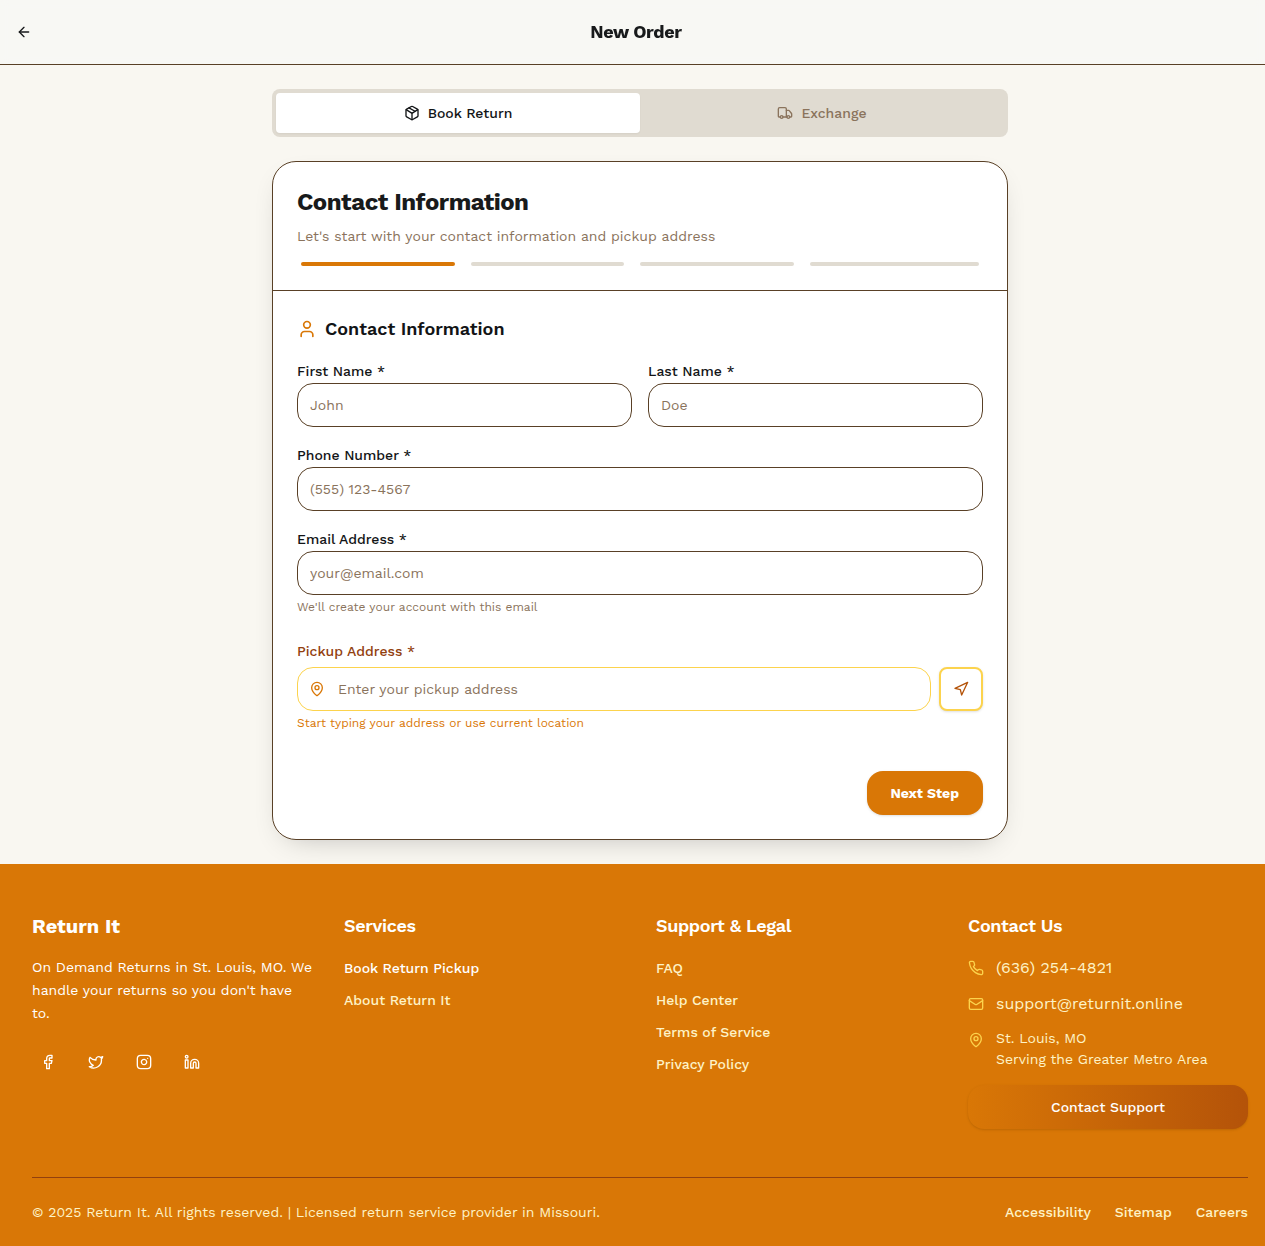 New Order
Book Return
Exchange
Contact Information
Let's start with your contact information and pickup address
Contact Information
First Name *
Last Name *
John
Doe
Phone Number *
(555) 123-4567
Email Address *
your@email.com
We'll create your account with this email
Pickup Address *
Enter your pickup address
Start typing your address or use current location
Next Step
Return It
On Demand Returns in St. Louis, MO. We
handle your returns so you don't have
to.
Services
Book Return Pickup
About Return It
Support & Legal
FAQ
Help Center
Terms of Service
Privacy Policy
Contact Us
(636) 254-4821
support@returnit.online
St. Louis, MO
Serving the Greater Metro Area
Contact Support
© 2025 Return It. All rights reserved. | Licensed return service provider in Missouri.
Accessibility
Sitemap
Careers